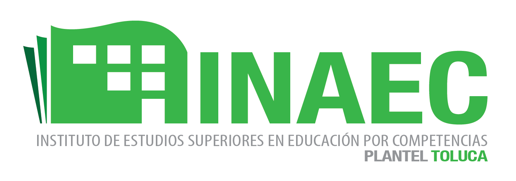 INAEC
INSTITUTO DE ESTUDIOS SUPERIORES EN EDUCACIÓN POR COMPETENCIAS
PLANTEL TOLUCA